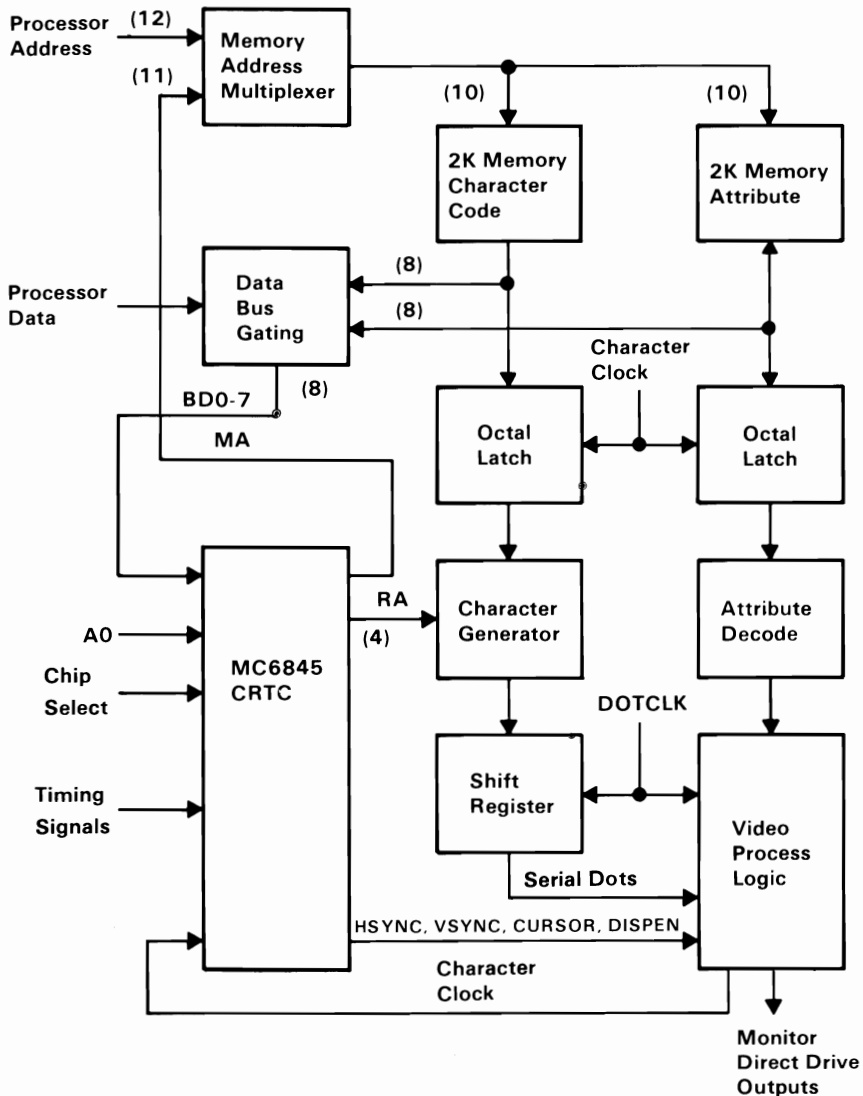 Processor
Address
(12)
(11)
Memory
Address
Multiplexer
(10)
(10)
2K Memory
Character
Code
2K Memory
Attribute
Processor
Data
Data
Bus
Gating
(8)
(8)
(8)
BD0-7
MA
Character
Clock
Octal
Latch
Octal
Latch
A0
Chip
Select
Timing
Signals
MC6845
CRTC
RA
(4)
Character
Generator
Attribute
Decode
DOTCLK
Shift
Register
Video
Process
Logic
Serial Dots
HSYNC, VSYNC, CURSOR, DISPEN
Character
Clock
Monitor
Direct Drive
Outputs